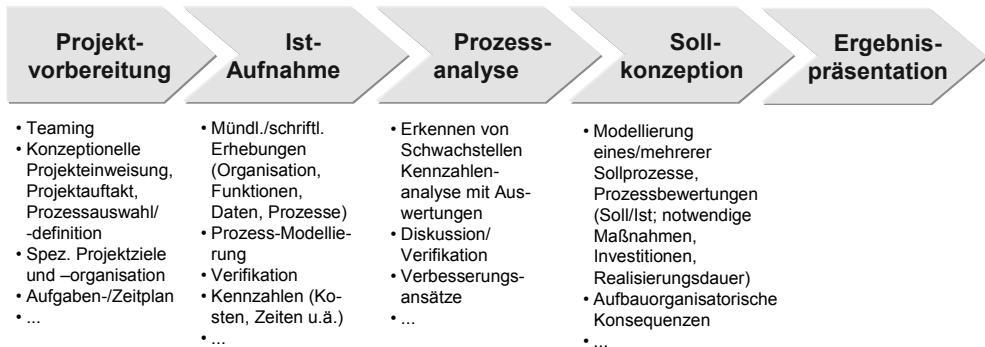 Projekt-
vorbereitung
• Teaming
• Konzeptionelle
Projekteinweisung,
Projektauftakt,
Prozessauswahl/
-definition
• Spez. Projektziele
und –organisation
• Aufgaben-/Zeitplan
• ...
Ist-
Aufnahme
• Mündl./schriftl.
Erhebungen
(Organisation,
Funktionen,
Daten, Prozesse)
• Prozess-Modellie-
rung
• Verifikation
• Kennzahlen (Ko-
sten, Zeiten u.ä.)
• ...
Prozess-
analyse
• Erkennen von
Schwachstellen
Kennzahlen-
analyse mit Aus-
wertungen
• Diskussion/
Verifikation
• Verbesserungs-
ansätze
• ...
Soll-
konzeption
• Modellierung
eines/mehrerer
Sollprozesse,
Prozessbewertungen
(Soll/Ist; notwendige
Maßnahmen,
Investitionen,
Realisierungsdauer)
• Aufbauorganisatorische
Konsequenzen
• ...
Ergebnis-
präsentation